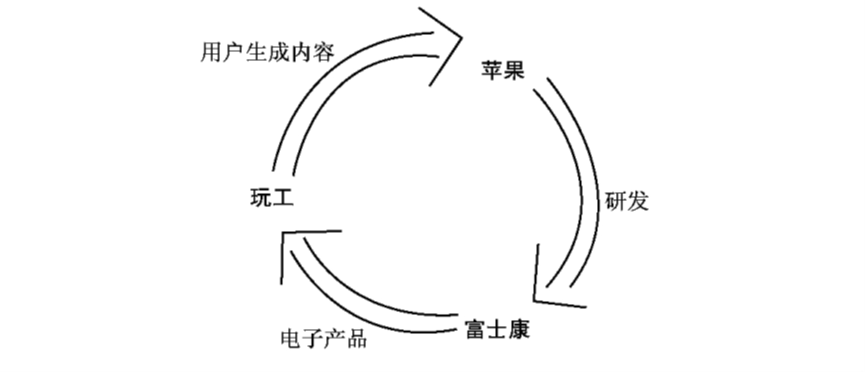 用户生成内容
苹果
玩工
研发
富士康
电子产品